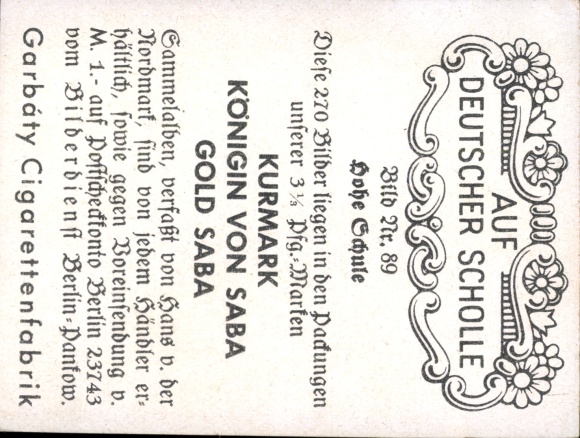 AUF
DEUTSCHER SCHOLLE
Bild Nr. 89
Hohe Schule
Diese 270 Bilder liegen in den Packungen
unserer 3⅓ Pfg.-Marken
KURMARK
KÖNIGIN VON SABA
GOLD SABA
Sammelalben, verfaßt von Hans v. der
Nordmark, sind von jedem Händler er-
hältlich, sowie gegen Voreinsendung v.
M. 1.- auf Postscheckkonto Berlin 23743
vom Bilderdienst Berlin-Pankow.
Garbáty Cigarettenfabrik